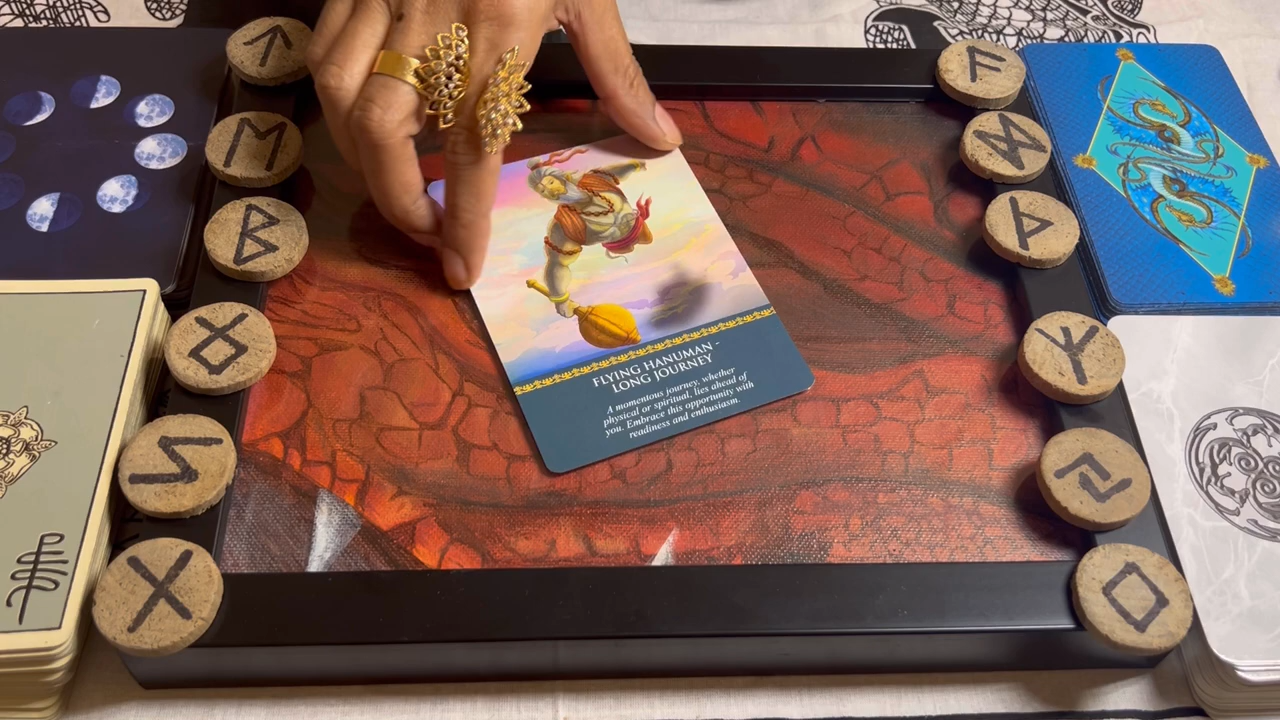 FLYING HANUMAN -
LONG JOURNEY
A momentous journey, whether
physical or spiritual, lies ahead of
you. Embrace this opportunity with
readiness and enthusiasm.
ᛏ
ᛖ
ᛒ
ᛟ
ᛊ
ᚷ
ᚨ
ᛞ
ᚦ
ᛉ
ᛃ
ᛜ